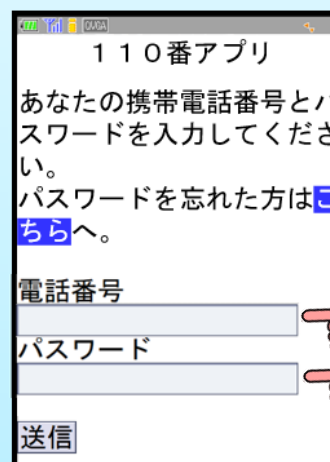 QVGA
110番アプリ
あなたの携帯電話番号とパ
スワードを入力してくださ
い。
パスワードを忘れた方はこ
ちらへ。
電話番号
パスワード
送信